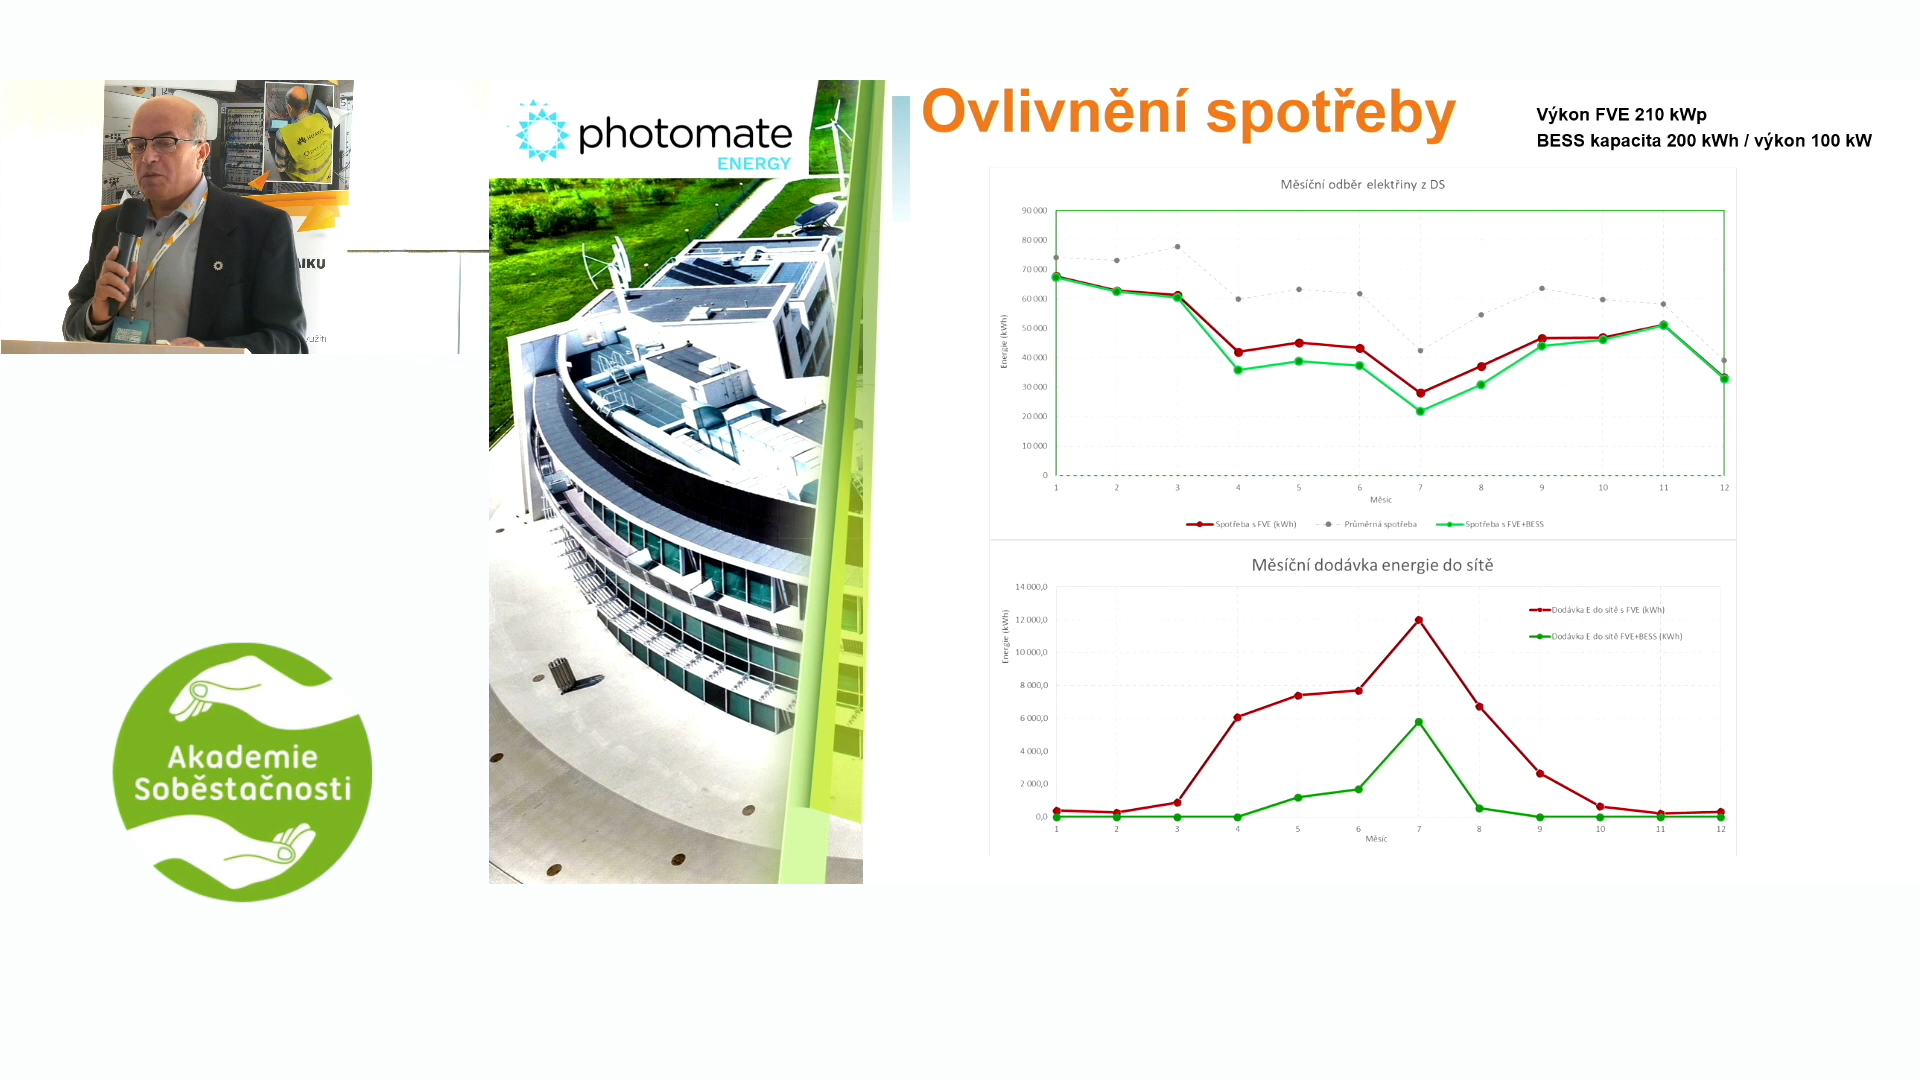 AIKU
photomate
ENERGY
Akademie
Soběstačnosti
Ovlivnění spotřeby
Výkon FVE 210 kWp
BESS kapacita 200 kWh / výkon 100 kW
Měsíční odběr elektřiny z DS
90 000
80 000
70 000
60 000
50 000
40 000
30 000
20 000
10 000
0
Energie (kWh)
1 2 3 4 5 6 7 8 9 10 11 12
Měsíc
Spotřeba s FVE (kWh) Průměrná spotřeba Spotřeba s FVE+BESS
Měsíční dodávka energie do sítě
14 000,0
12 000,0
10 000,0
8 000,0
6 000,0
4 000,0
2 000,0
0,0
Energie (kWh)
Dodávka E do sítě s FVE (kWh)
Dodávka E do sítě FVE+BESS (KWh)
1 2 3 4 5 6 7 8 9 10 11 12
Měsíc